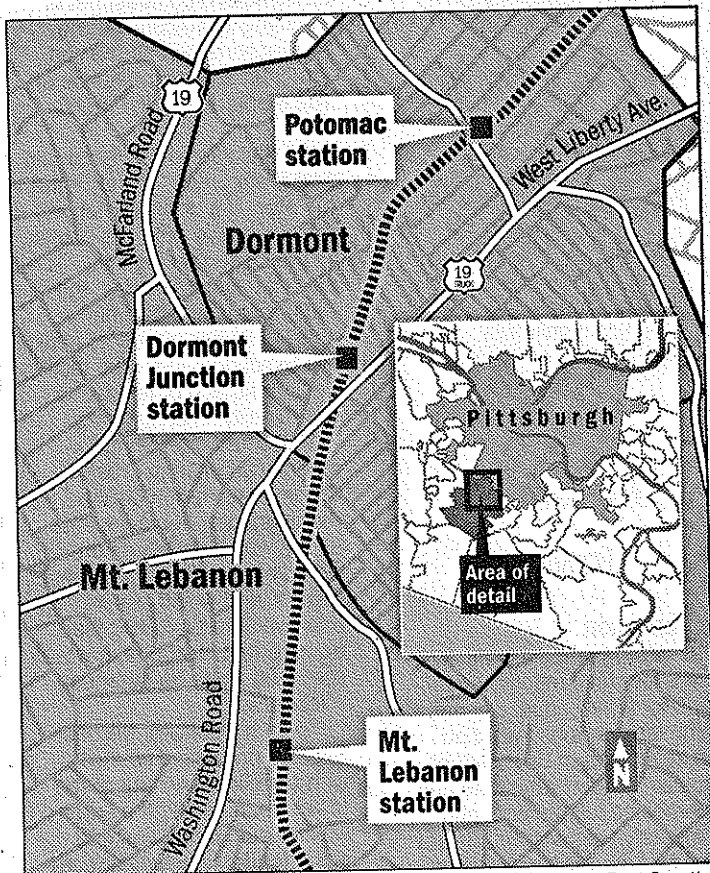 19
McFarland Road
Potomac
station
West Liberty Ave.
Dormont
19
TRUCK
Dormont
Junction
station
Pittsburgh
Mt. Lebanon
Area of
detail
Washington Road
Mt.
Lebanon
station
N